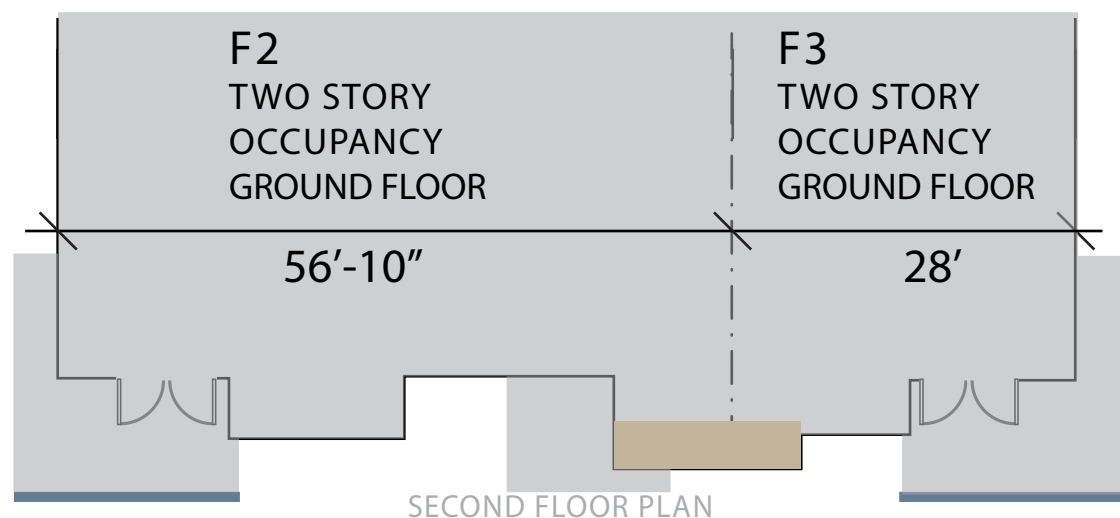 F2
TWO STORY
OCCUPANCY
GROUND FLOOR
F3
TWO STORY
OCCUPANCY
GROUND FLOOR
56’-10”
28’
SECOND FLOOR PLAN